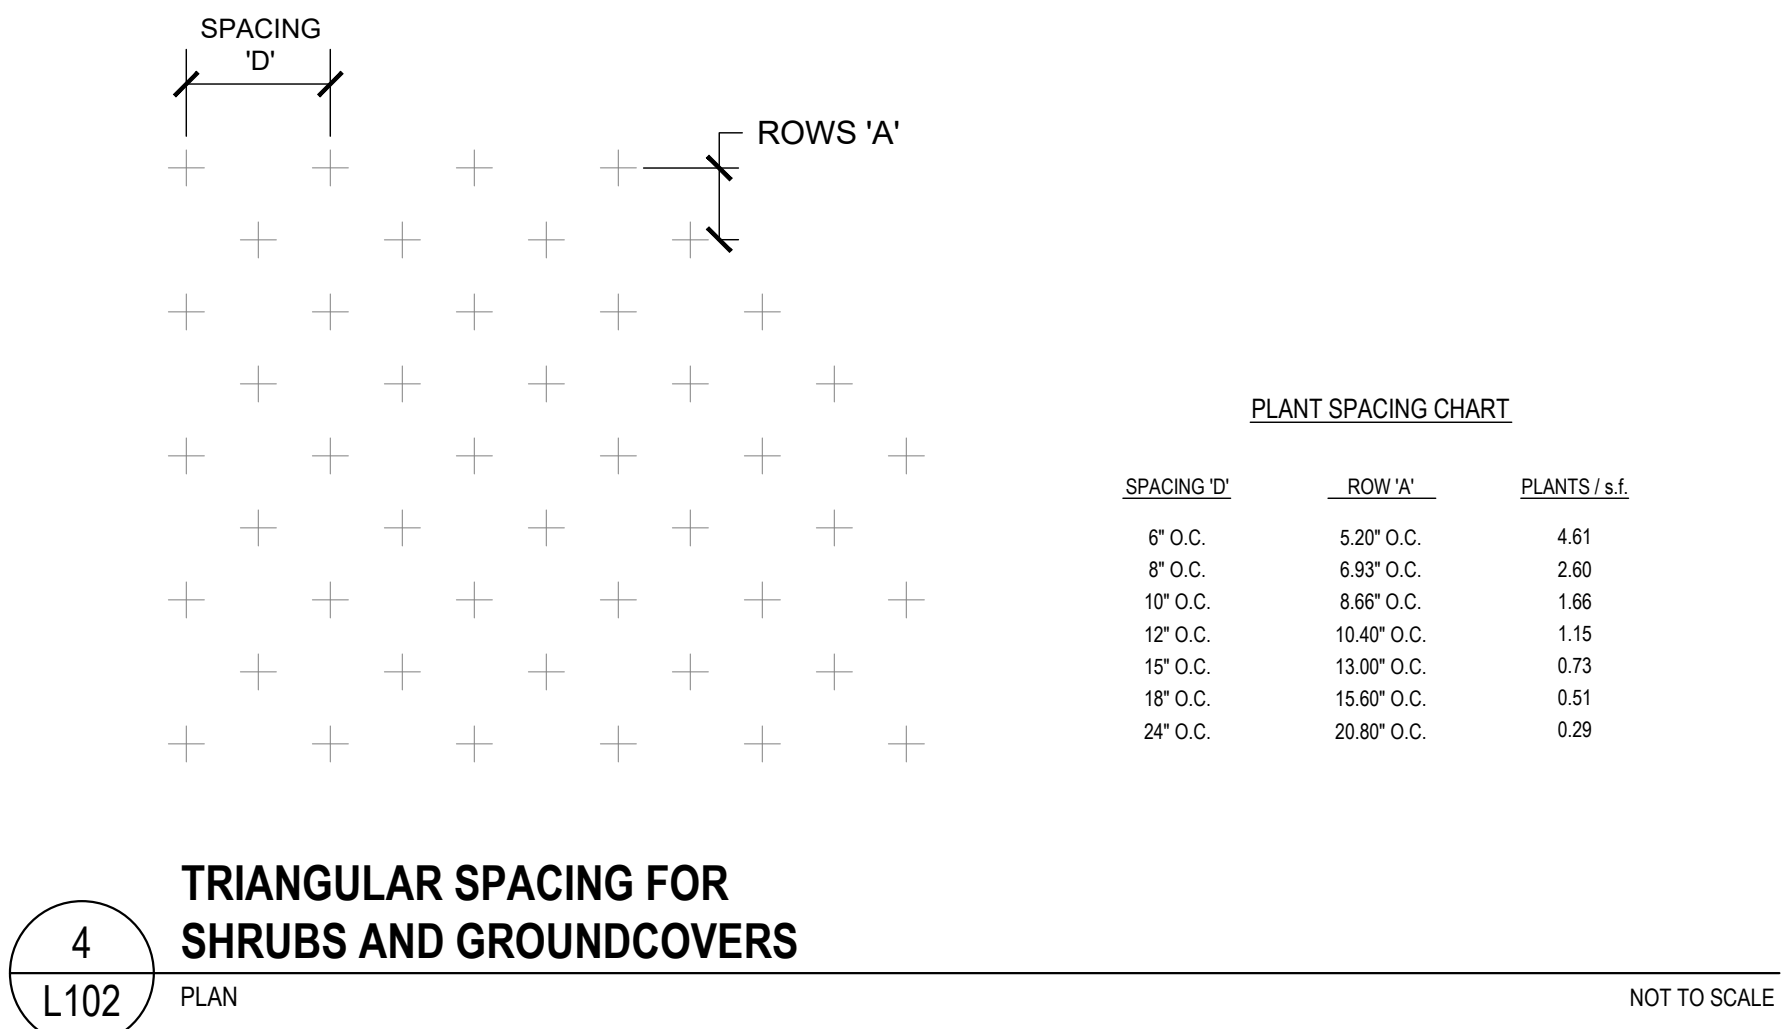 SPACING
'D'
ROWS 'A'
PLANT SPACING CHART
SPACING 'D' ROW 'A' PLANTS / s.f.
6" O.C. 5.20" O.C. 4.61
8" O.C. 6.93" O.C. 2.60
10" O.C. 8.66" O.C. 1.66
12" O.C. 10.40" O.C. 1.15
15" O.C. 13.00" O.C. 0.73
18" O.C. 15.60" O.C. 0.51
24" O.C. 20.80" O.C. 0.29
TRIANGULAR SPACING FOR
SHRUBS AND GROUNDCOVERS
4
L102
PLAN
NOT TO SCALE